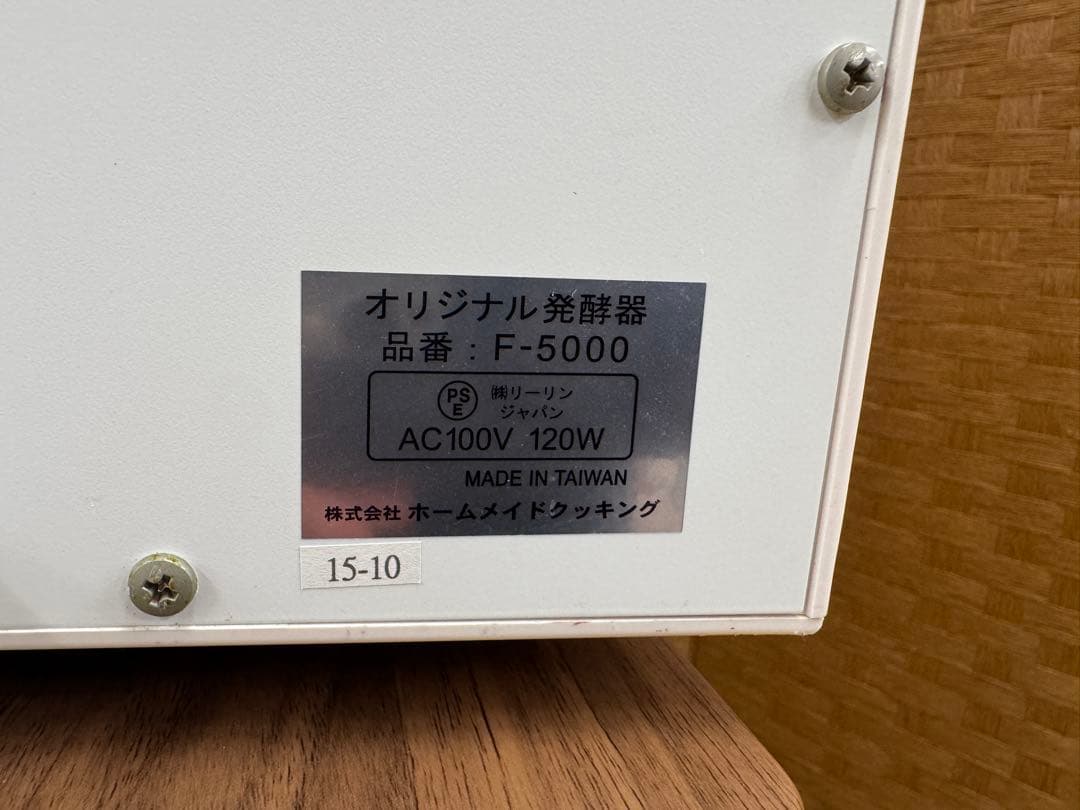 オリジナル発酵器
品番：F-5000
PS
E
㈱リーリン
ジャパン
AC100V 120W
MADE IN TAIWAN
株式会社 ホームメイドクッキング
15-10